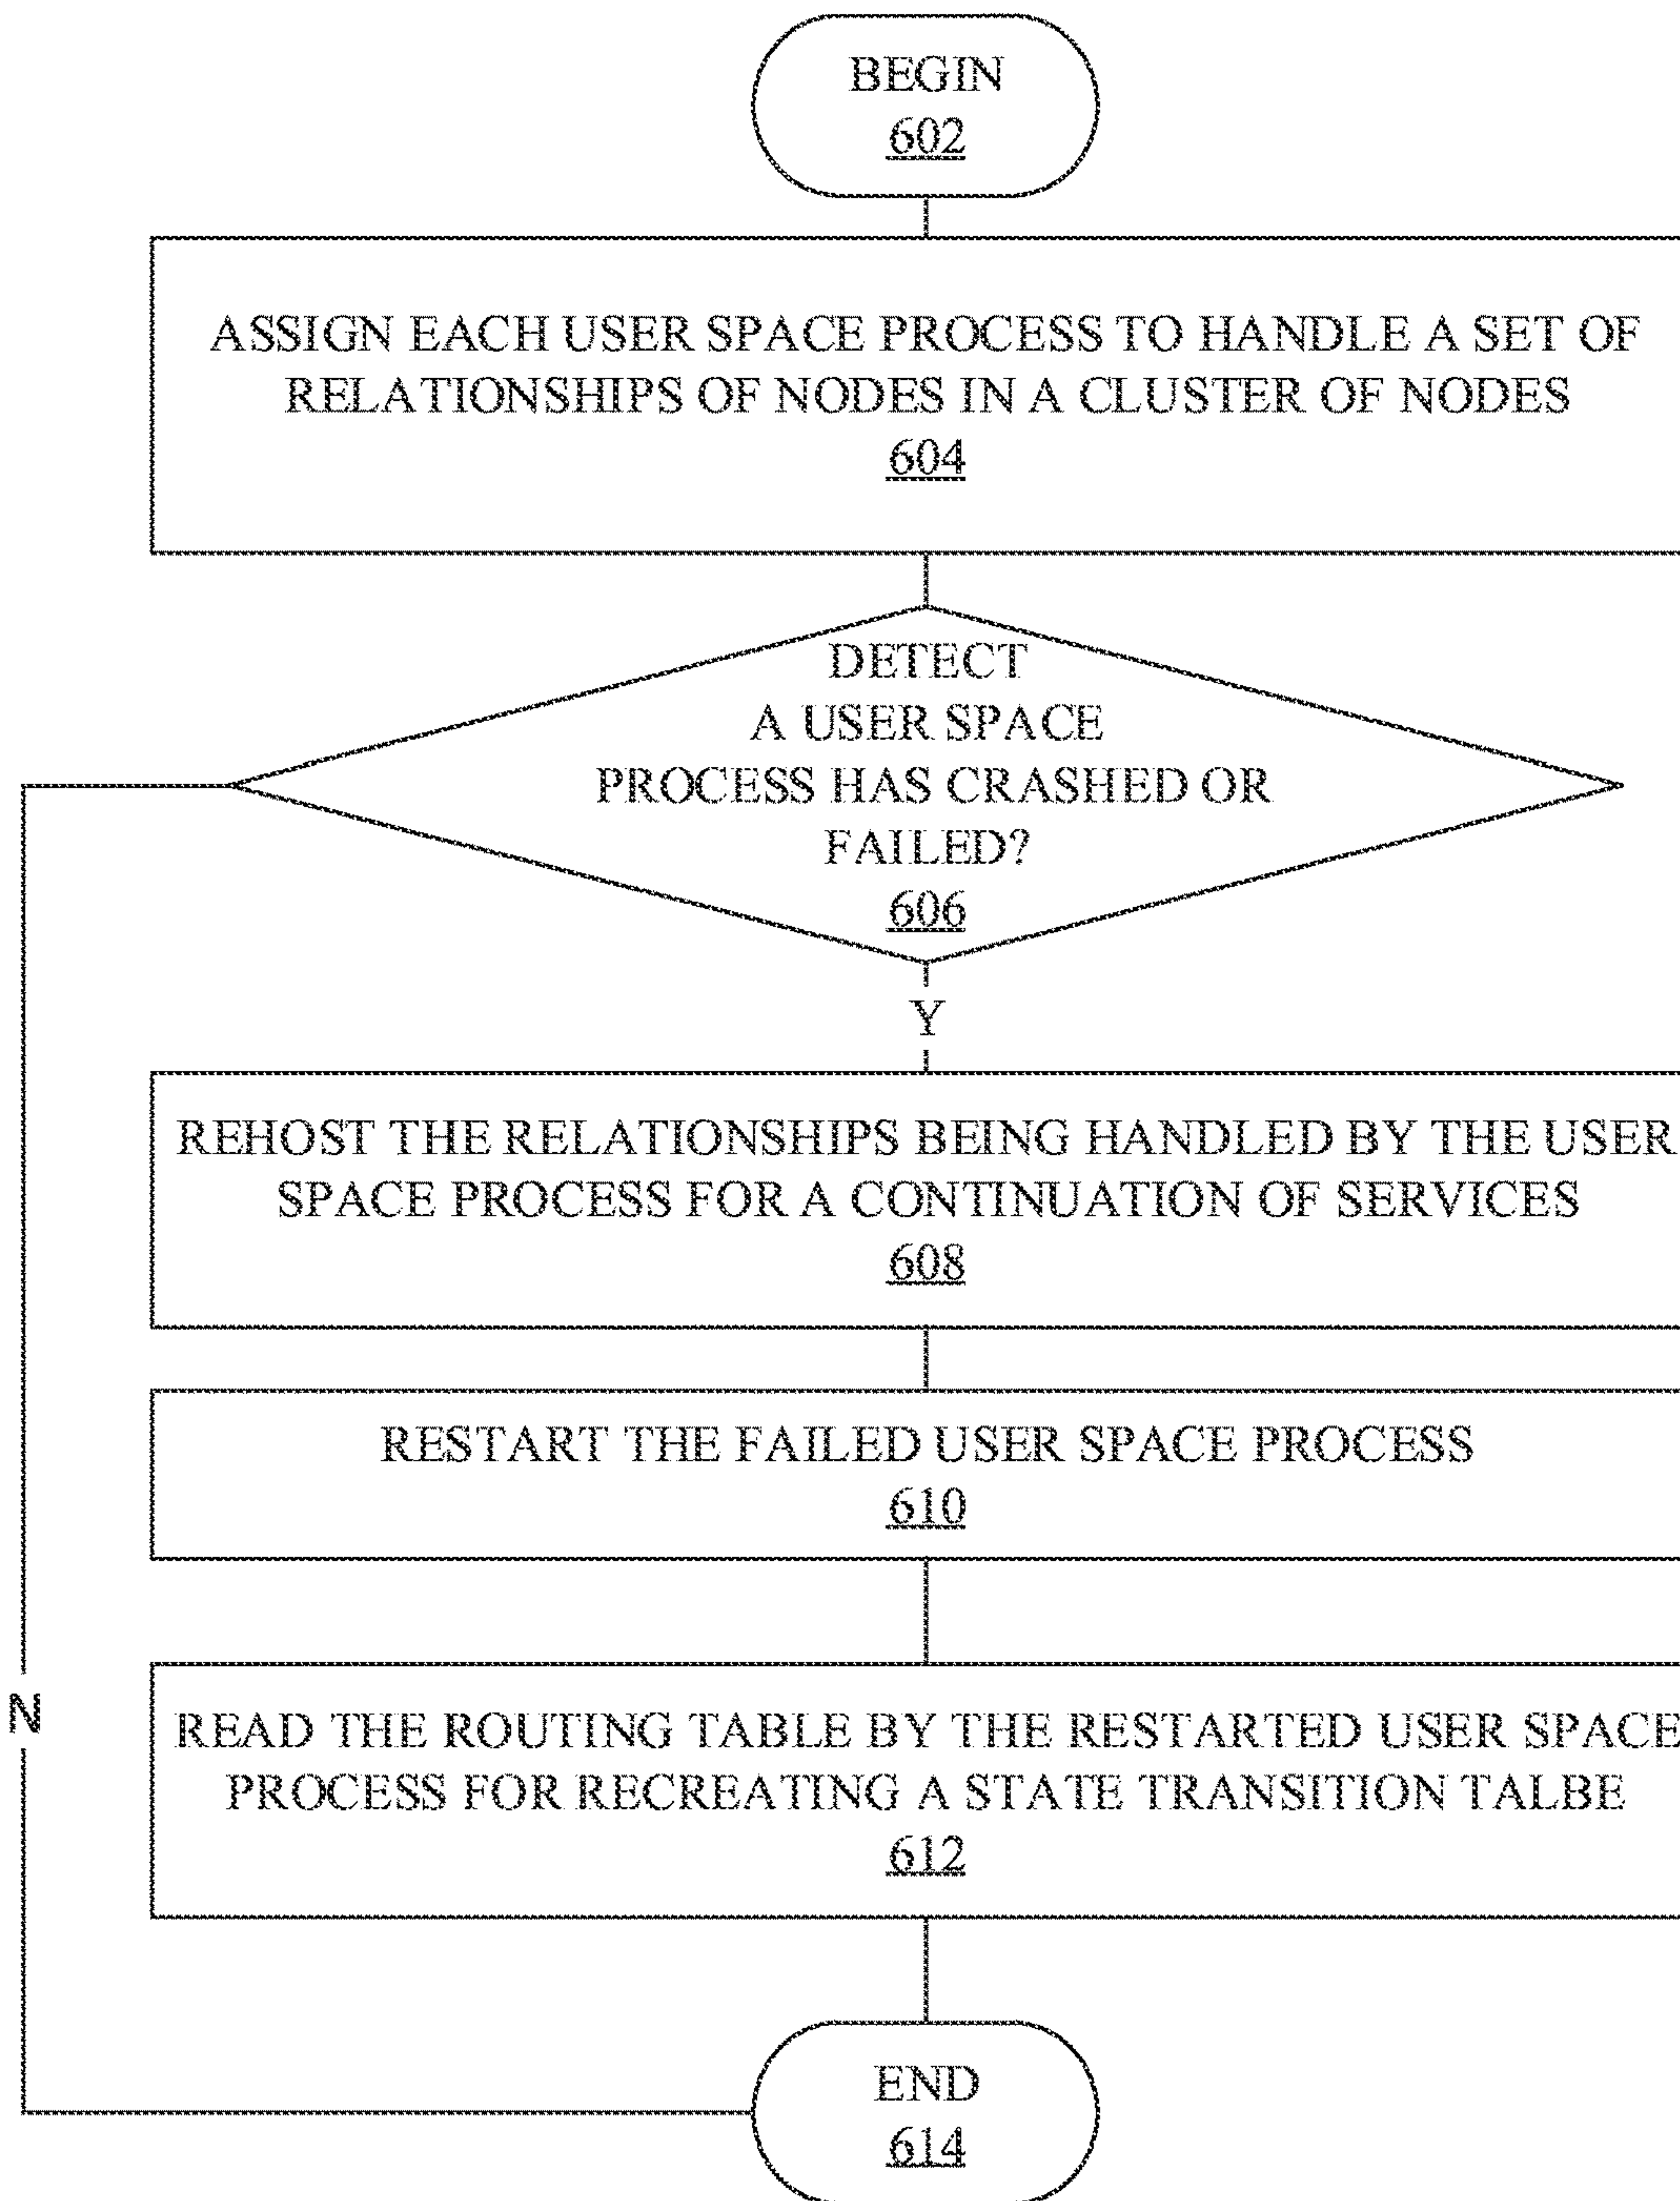 BEGIN
602
ASSIGN EACH USER SPACE PROCESS TO HANDLE A SET OF
RELATIONSHIPS OF NODES IN A CLUSTER OF NODES
604
DETECT
A USER SPACE
PROCESS HAS CRASHED OR
FAILED?
606
Y
REHOST THE RELATIONSHIPS BEING HANDLED BY THE USER
SPACE PROCESS FOR A CONTINUATION OF SERVICES
608
RESTART THE FAILED USER SPACE PROCESS
610
N
READ THE ROUTING TABLE BY THE RESTARTED USER SPACE
PROCESS FOR RECREATING A STATE TRANSITION TALBE
612
END
614